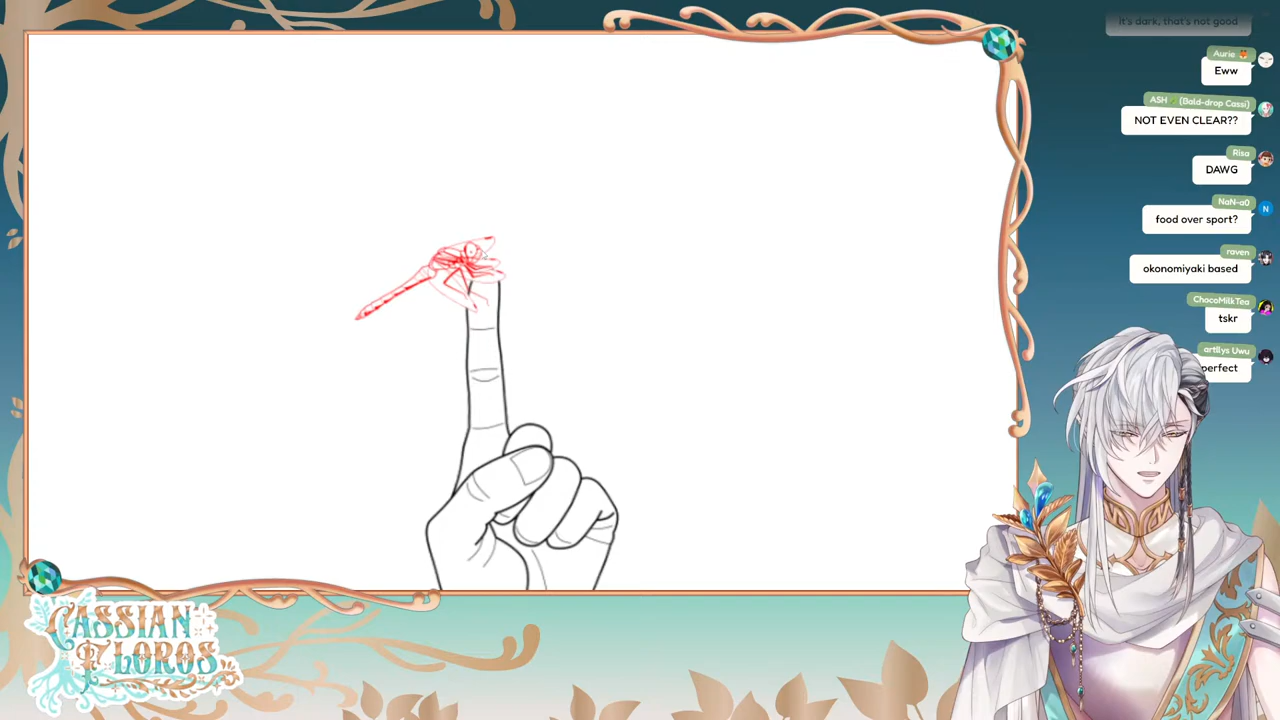 It's dark, that's not good
Aurie
Eww
ASH (Bald-drop Cassi)
NOT EVEN CLEAR??
Risa
DAWG
NaN-a0
N
food over sport?
raven
okonomiyaki based
ChocoMilkTea
tskr
artllys Uwu
perfect
CASSIAN
FLOROS